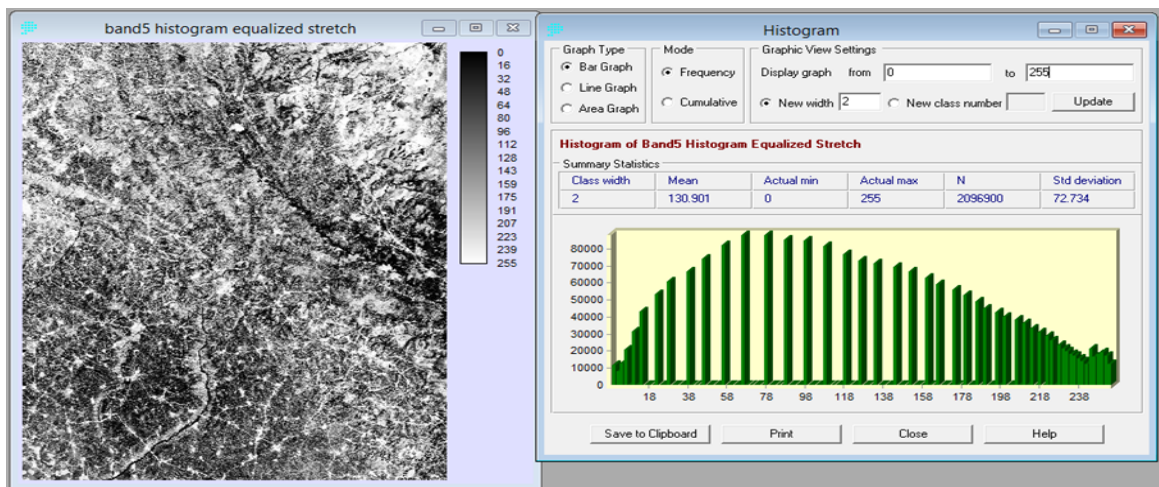 band5 histogram equalized stretch
0
16
32
48
64
80
96
112
128
143
159
175
191
207
223
239
255
Histogram
Graph Type
Bar Graph
Line Graph
Area Graph
Mode
Frequency
Cumulative
Graphic View Settings
Display graph from 0 to 255
New width 2 New class number Update
Histogram of Band5 Histogram Equalized Stretch
Summary Statistics
Class width Mean Actual min Actual max N Std deviation
2 130.901 0 255 2096900 72.734
80000
70000
60000
50000
40000
30000
20000
10000
0
18 38 58 78 98 118 138 158 178 198 218 238
Save to Clipboard Print Close Help